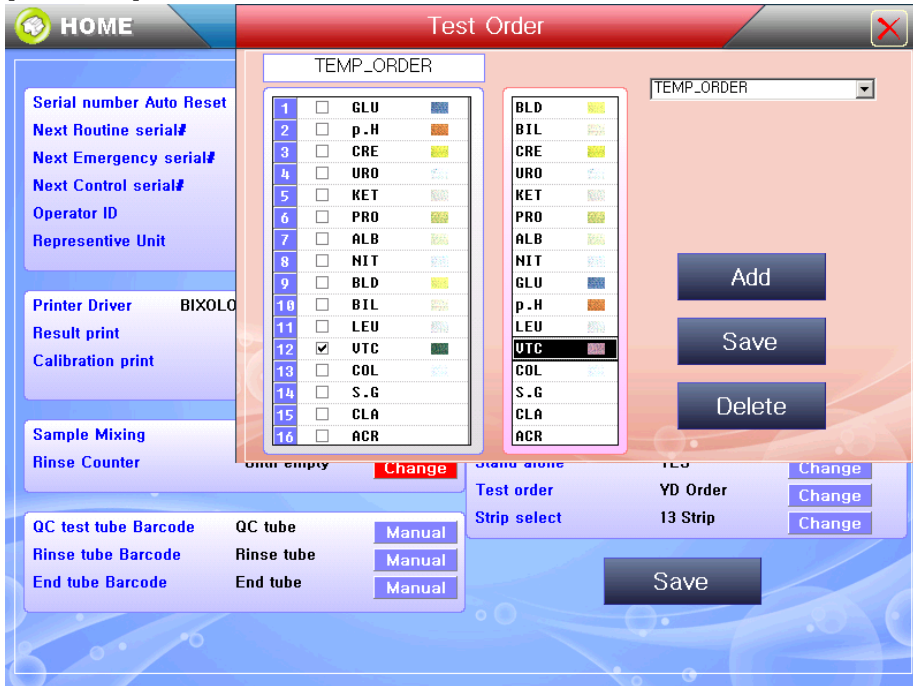 HOME
Test Order
TEMP_ORDER
TEMP_ORDER
Serial number Auto Reset
Next Routine serial#
Next Emergency serial#
Next Control serial#
Operator ID
Representive Unit
1 GLU
2 p.H
3 CRE
4 URO
5 KET
6 PRO
7 ALB
8 NIT
9 BLD
10 BIL
11 LEU
12 VTC
13 COL
14 S.G
15 CLA
16 ACR
BLD
BIL
CRE
URO
KET
PRO
ALB
NIT
GLU
p.H
LEU
VTC
COL
S.G
CLA
ACR
Add
Save
Delete
Printer Driver BIXOLO
Result print
Calibration print
Sample Mixing
Rinse Counter Until empty Change
Stand alone YES Change
Test order YD Order Change
Strip select 13 Strip Change
QC test tube Barcode QC tube Manual
Rinse tube Barcode Rinse tube Manual
End tube Barcode End tube Manual
Save